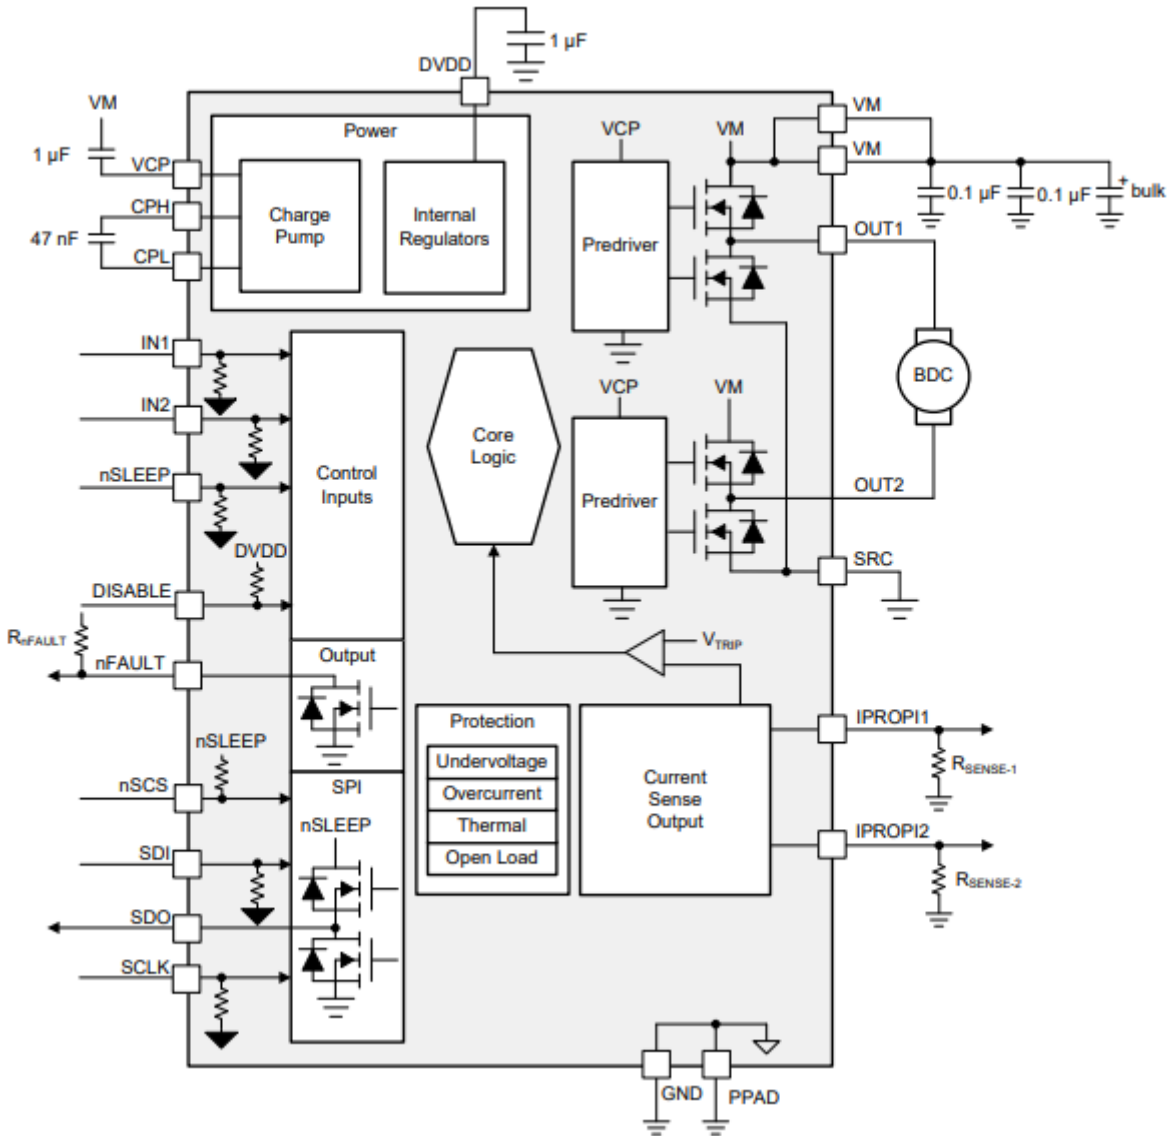 1 µF
DVDD
VM
1 µF
VCP
CPH
47 nF
CPL
Power
Charge
Pump
Internal
Regulators
VCP
VM
Predriver
VM
VM
0.1 µF
0.1 µF
+
bulk
OUT1
BDC
IN1
IN2
nSLEEP
DVDD
DISABLE
RnFAULT
nFAULT
Control
Inputs
Core
Logic
VCP
VM
Predriver
OUT2
SRC
VTRIP
Output
nSLEEP
nSCS
SDI
SDO
SCLK
SPI
nSLEEP
Protection
Undervoltage
Overcurrent
Thermal
Open Load
Current
Sense
Output
IPROPI1
RSENSE-1
IPROPI2
RSENSE-2
GND
PPAD